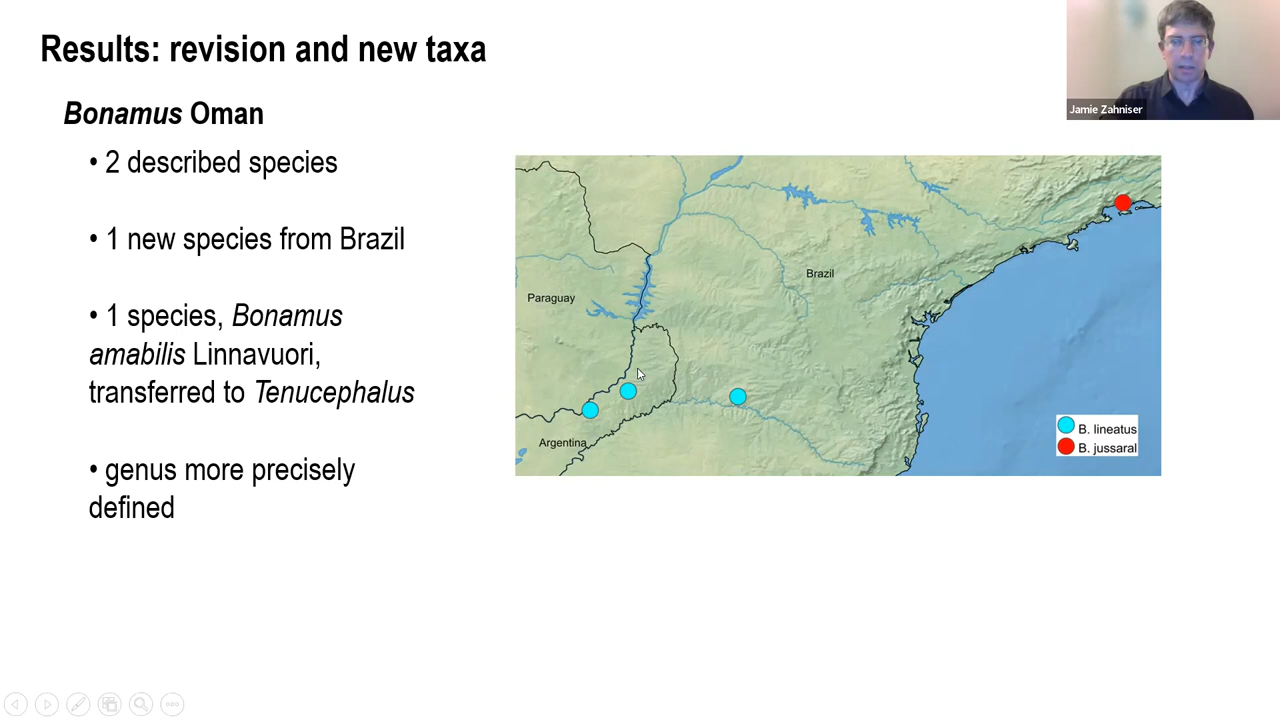 Results: revision and new taxa
Jamie Zahniser
Bonamus Oman
• 2 described species
• 1 new species from Brazil
• 1 species, Bonamus
amabilis Linnavuori,
transferred to Tenucephalus
• genus more precisely
defined
Brazil
Paraguay
Argentina
B. lineatus
B. jussaral